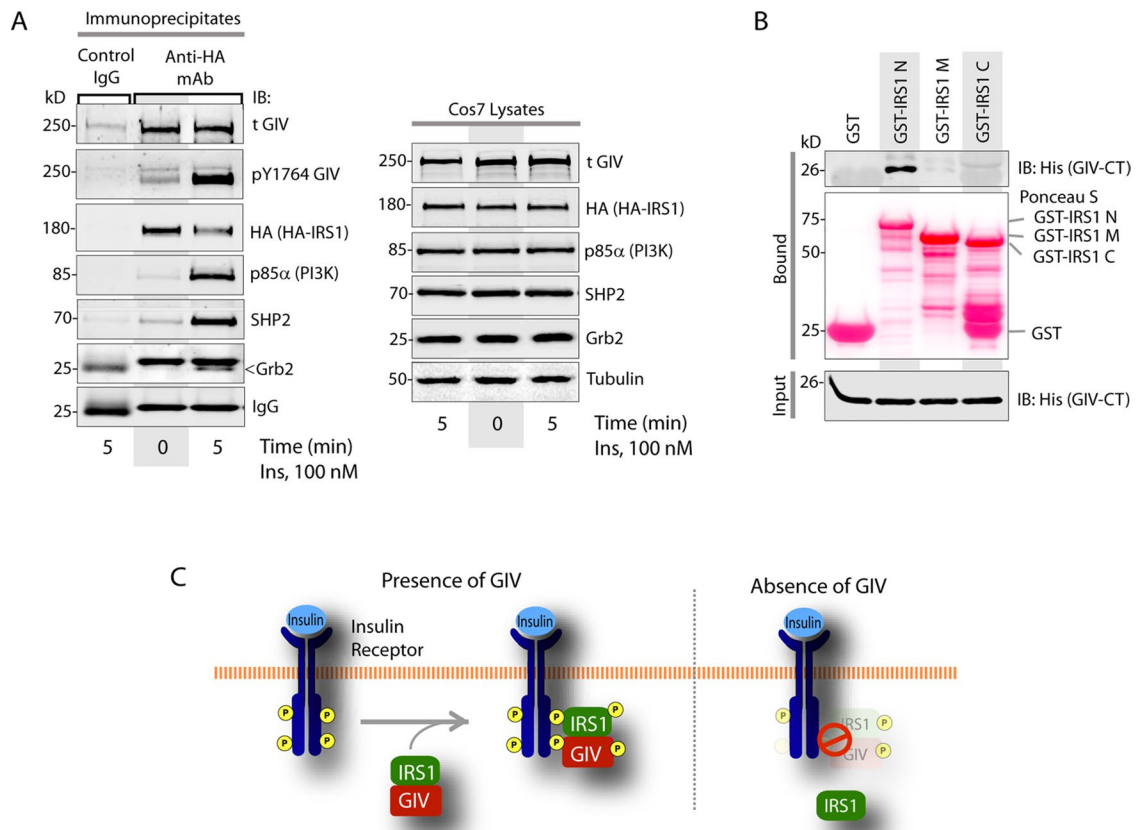 A
Immunoprecipitates
Control IgG
Anti-HA mAb
kD
IB:
250-
t GIV
250-
pY1764 GIV
180-
HA (HA-IRS1)
85-
p85α (PI3K)
70-
SHP2
25-
<Grb2
25-
IgG
5 0 5 Time (min)
Ins, 100 nM
Cos7 Lysates
250-
t GIV
180-
HA (HA-IRS1)
85-
p85α (PI3K)
70-
SHP2
25-
Grb2
50-
Tubulin
5 0 5 Time (min)
Ins, 100 nM
B
GST
GST-IRS1 N
GST-IRS1 M
GST-IRS1 C
kD
Bound
26-
IB: His (GIV-CT)
Ponceau S
75-
GST-IRS1 N
GST-IRS1 M
50-
GST-IRS1 C
25-
GST
Input
26-
IB: His (GIV-CT)
C
Presence of GIV
Absence of GIV
Insulin
Insulin
Receptor
Insulin
Insulin
P
P
P
P
P
P
P
P
IRS1
P
GIV
P
IRS1
GIV
P
P
IRS1
P
GIV
P
IRS1